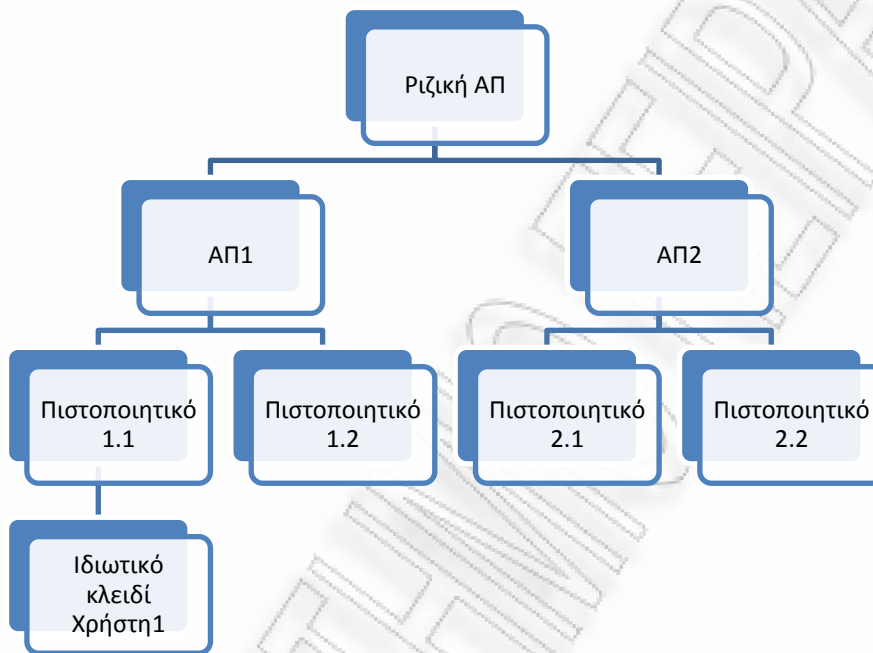 Ριζική ΑΠ
ΑΠ1
ΑΠ2
Πιστοποιητικό
1.1
Πιστοποιητικό
1.2
Πιστοποιητικό
2.1
Πιστοποιητικό
2.2
Ιδιωτικό
κλειδί
Χρήστη1